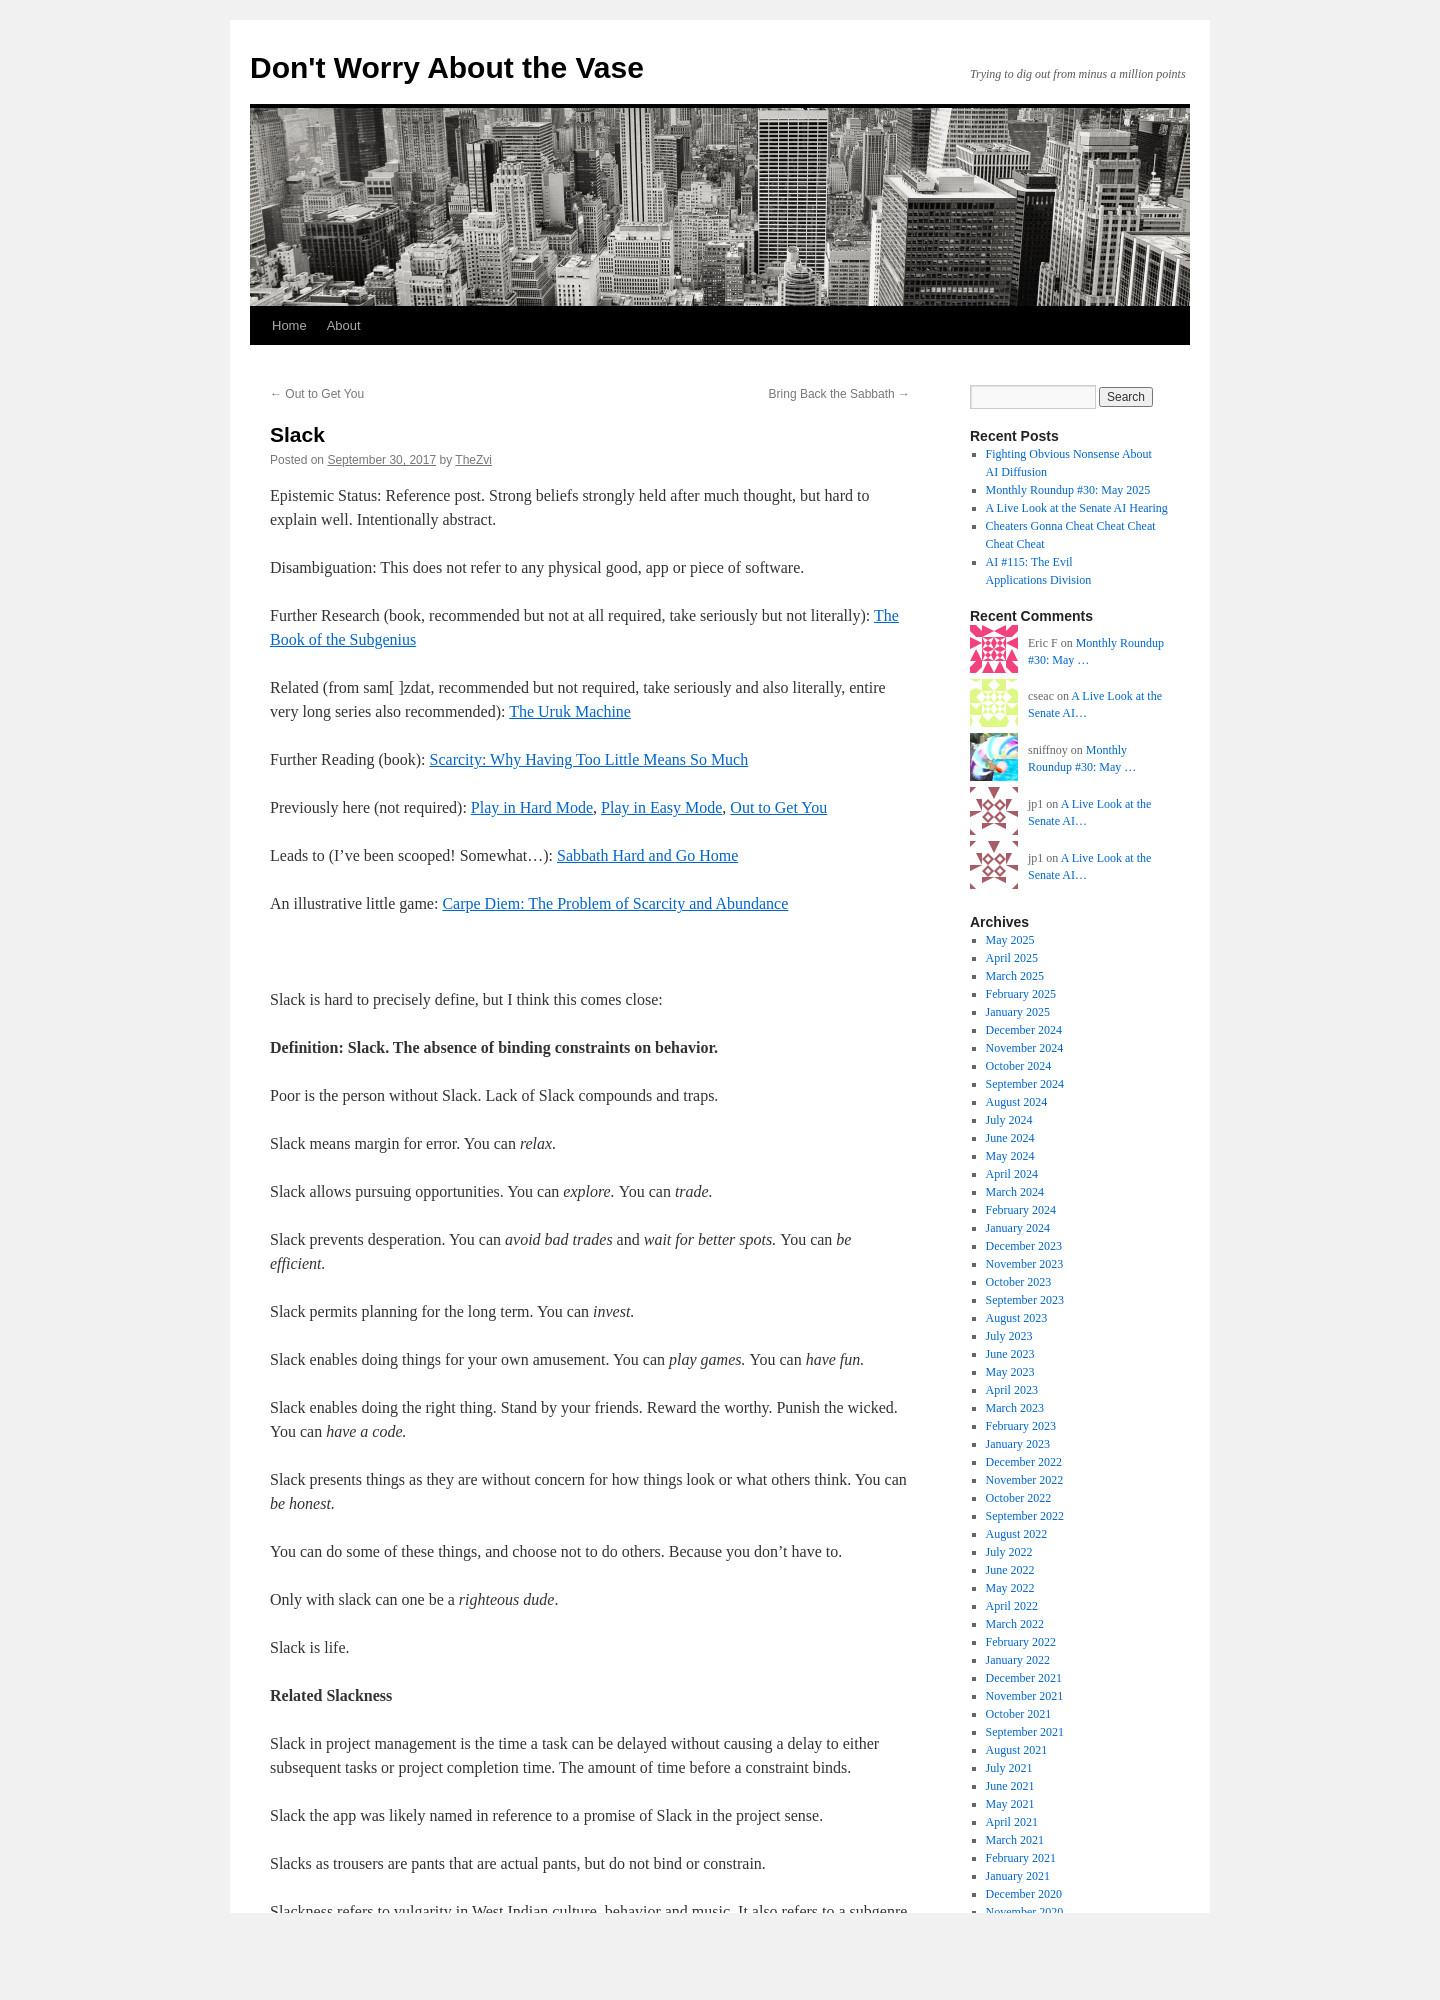 Don't Worry About the Vase
Trying to dig out from minus a million points
Home
About
← Out to Get You
Bring Back the Sabbath →
Slack
Posted on September 30, 2017 by TheZvi
Epistemic Status: Reference post. Strong beliefs strongly held after much thought, but hard to
explain well. Intentionally abstract.
Disambiguation: This does not refer to any physical good, app or piece of software.
Further Research (book, recommended but not at all required, take seriously but not literally): The
Book of the Subgenius
Related (from sam[ ]zdat, recommended but not required, take seriously and also literally, entire
very long series also recommended): The Uruk Machine
Further Reading (book): Scarcity: Why Having Too Little Means So Much
Previously here (not required): Play in Hard Mode, Play in Easy Mode, Out to Get You
Leads to (I’ve been scooped! Somewhat…): Sabbath Hard and Go Home
An illustrative little game: Carpe Diem: The Problem of Scarcity and Abundance
Slack is hard to precisely define, but I think this comes close:
Definition: Slack. The absence of binding constraints on behavior.
Poor is the person without Slack. Lack of Slack compounds and traps.
Slack means margin for error. You can relax.
Slack allows pursuing opportunities. You can explore. You can trade.
Slack prevents desperation. You can avoid bad trades and wait for better spots. You can be
efficient.
Slack permits planning for the long term. You can invest.
Slack enables doing things for your own amusement. You can play games. You can have fun.
Slack enables doing the right thing. Stand by your friends. Reward the worthy. Punish the wicked.
You can have a code.
Slack presents things as they are without concern for how things look or what others think. You can
be honest.
You can do some of these things, and choose not to do others. Because you don’t have to.
Only with slack can one be a righteous dude.
Slack is life.
Related Slackness
Slack in project management is the time a task can be delayed without causing a delay to either
subsequent tasks or project completion time. The amount of time before a constraint binds.
Slack the app was likely named in reference to a promise of Slack in the project sense.
Slacks as trousers are pants that are actual pants, but do not bind or constrain.
Slackness refers to vulgarity in West Indian culture, behavior and music. It also refers to a subgenre
Search
Recent Posts
Fighting Obvious Nonsense About
AI Diffusion
Monthly Roundup #30: May 2025
A Live Look at the Senate AI Hearing
Cheaters Gonna Cheat Cheat Cheat
Cheat Cheat
AI #115: The Evil
Applications Division
Recent Comments
Eric F on Monthly Roundup
#30: May …
cseac on A Live Look at the
Senate AI…
sniffnoy on Monthly
Roundup #30: May …
jp1 on A Live Look at the
Senate AI…
jp1 on A Live Look at the
Senate AI…
Archives
May 2025
April 2025
March 2025
February 2025
January 2025
December 2024
November 2024
October 2024
September 2024
August 2024
July 2024
June 2024
May 2024
April 2024
March 2024
February 2024
January 2024
December 2023
November 2023
October 2023
September 2023
August 2023
July 2023
June 2023
May 2023
April 2023
March 2023
February 2023
January 2023
December 2022
November 2022
October 2022
September 2022
August 2022
July 2022
June 2022
May 2022
April 2022
March 2022
February 2022
January 2022
December 2021
November 2021
October 2021
September 2021
August 2021
July 2021
June 2021
May 2021
April 2021
March 2021
February 2021
January 2021
December 2020
November 2020